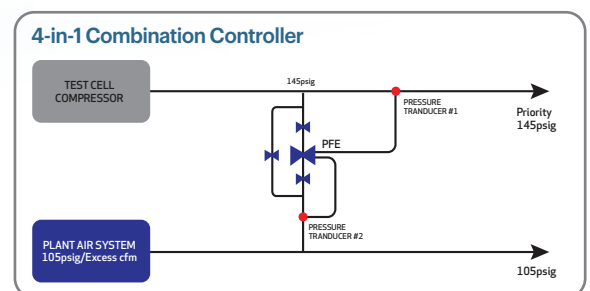 4-in-1 Combination Controller
TEST CELL
COMPRESSOR
145psig
PRESSURE
TRANDUCER #1
Priority
145psig
PFE
PRESSURE
TRANDUCER #2
PLANT AIR SYSTEM
105psig/Excess cfm
105psig